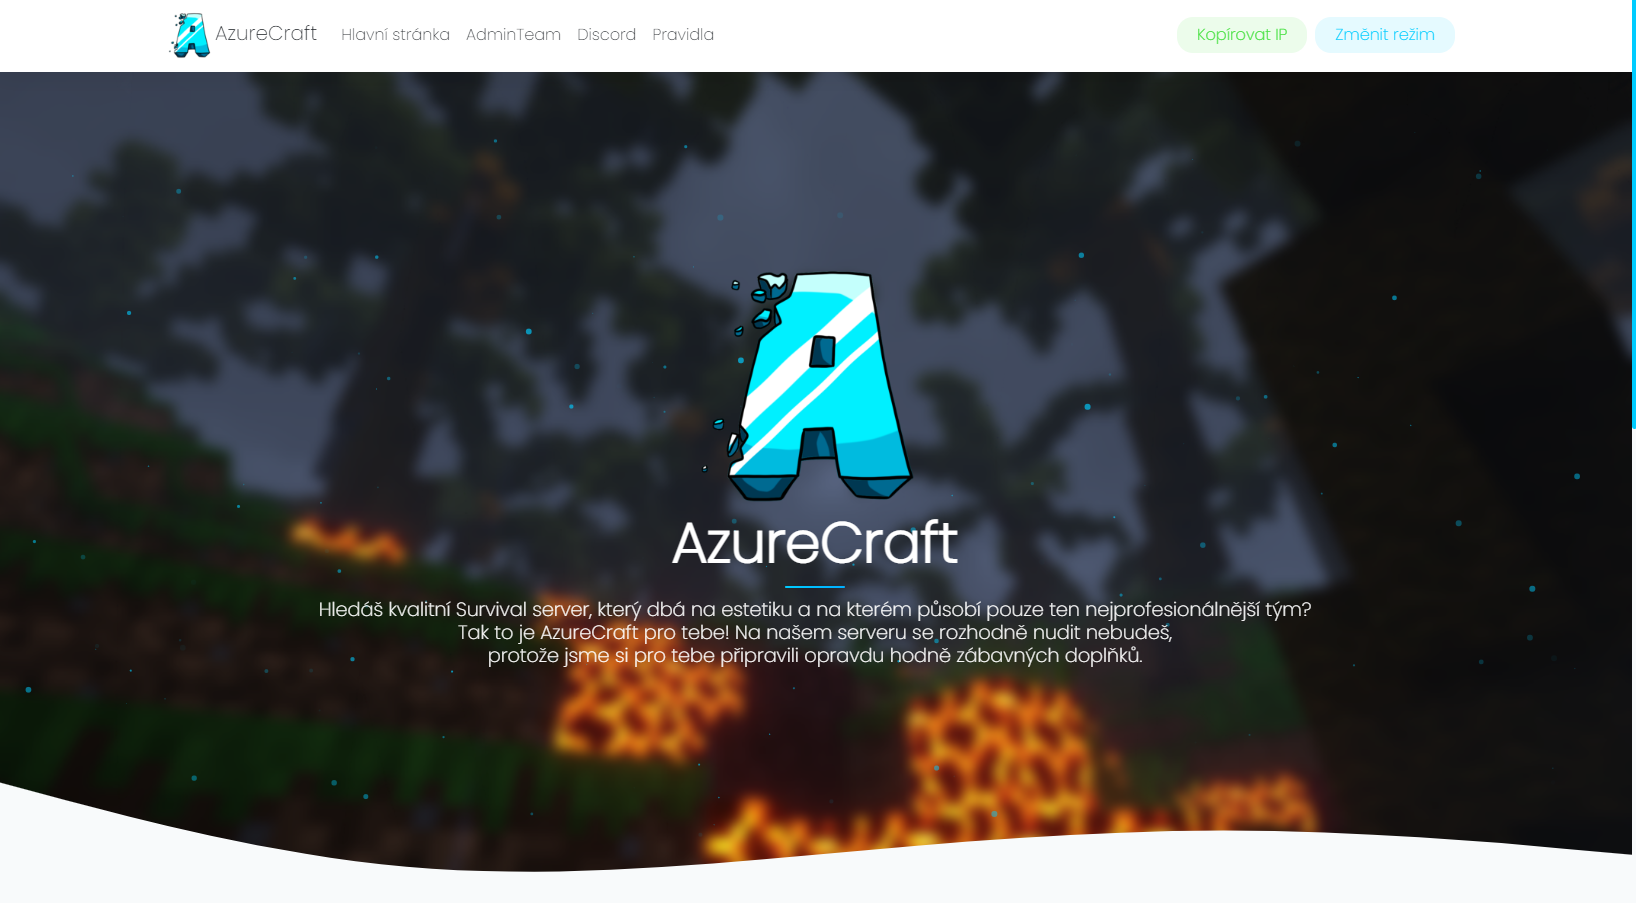 AzureCraft Hlavní stránka AdminTeam Discord Pravidla Kopírovat IP Změnit režim
AzureCraft
Hledáš kvalitní Survival server, který dbá na estetiku a na kterém působí pouze ten nejprofesionálnější tým?
Tak to je AzureCraft pro tebe! Na našem serveru se rozhodně nudit nebudeš,
protože jsme si pro tebe připravili opravdu hodně zábavných doplňků.